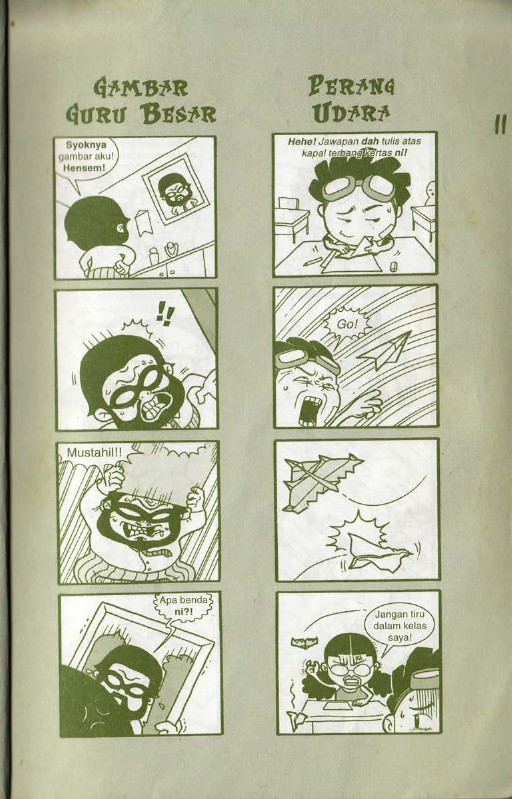 GAMBAR
GURU BESAR
Syoknya
gambar aku!
Hensem!
!!
Mustahil!!
Apa benda
ni?!
PERANG
UDARA
Hehe! Jawapan dah tulis atas
kapal terbang kertas ni!
Go!
Jangan tiru
dalam kelas
saya!
11